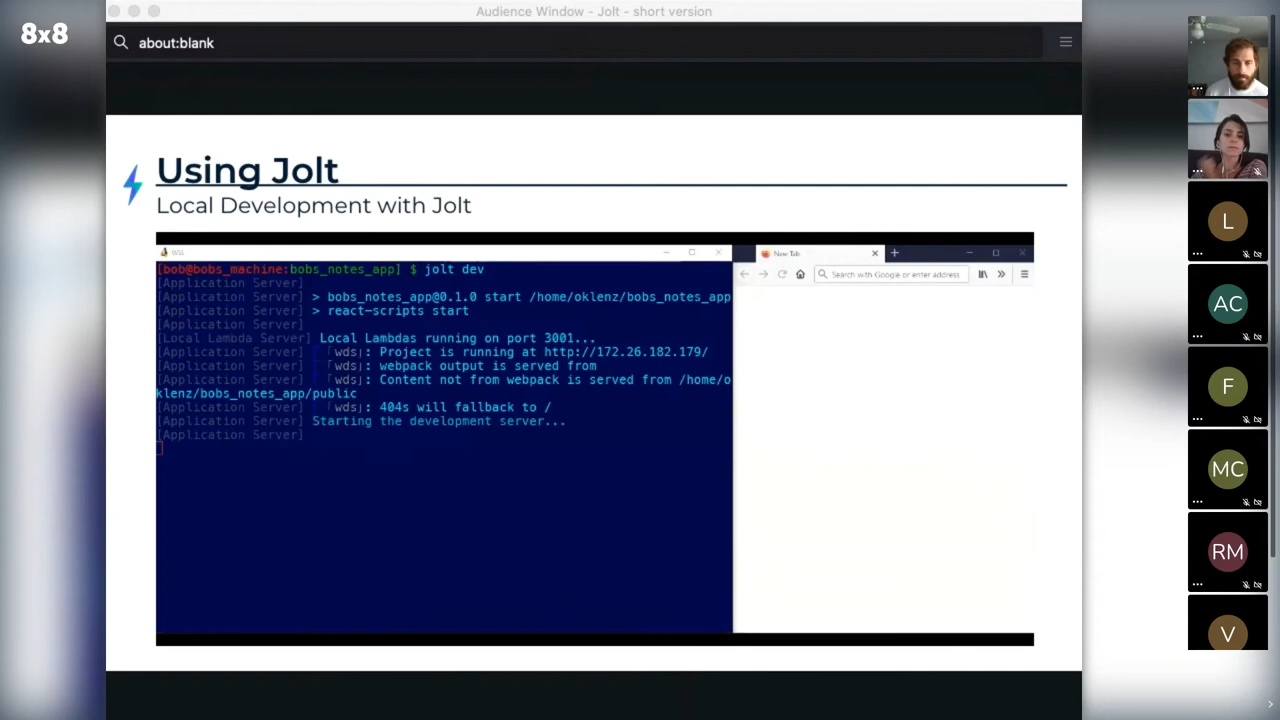 8x8
Audience Window - Jolt - short version
about:blank
Using Jolt
Local Development with Jolt
WSL
New Tab
Search with Google or enter address
[bob@bobs_machine:bobs_notes_app] $ jolt dev
[Application Server]
[Application Server] > bobs_notes_app@0.1.0 start /home/oklenz/bobs_notes_app
[Application Server] > react-scripts start
[Application Server]
[Local Lambda Server] Local Lambdas running on port 3001...
[Application Server] ｢wds｣: Project is running at http://172.26.182.179/
[Application Server] ｢wds｣: webpack output is served from
[Application Server] ｢wds｣: Content not from webpack is served from /home/o
klenz/bobs_notes_app/public
[Application Server] ｢wds｣: 404s will fallback to /
[Application Server] Starting the development server...
[Application Server]
L
AC
F
MC
RM
V